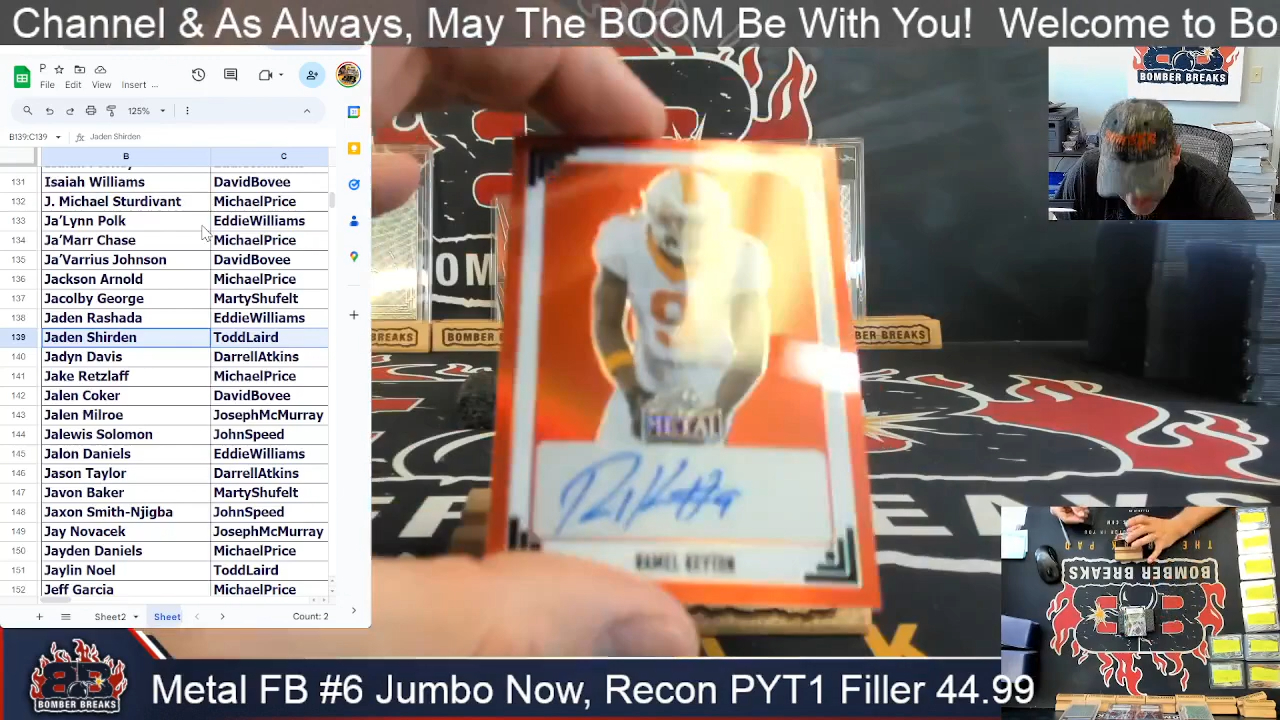 Channel & As Always, May The BOOM Be With You!  Welcome to Bo
P
File Edit View Insert ...
125%
B139:C139 Jaden Shirden
B C
131 Isaiah Williams DavidBovee
132 J. Michael Sturdivant MichaelPrice
133 Ja'Lynn Polk EddieWilliams
134 Ja'Marr Chase MichaelPrice
135 Ja'Varrius Johnson DavidBovee
136 Jackson Arnold MichaelPrice
137 Jacolby George MartyShufelt
138 Jaden Rashada EddieWilliams
139 Jaden Shirden ToddLaird
140 Jadyn Davis DarrellAtkins
141 Jake Retzlaff MichaelPrice
142 Jalen Coker DavidBovee
143 Jalen Milroe JosephMcMurray
144 Jalewis Solomon JohnSpeed
145 Jalon Daniels EddieWilliams
146 Jason Taylor DarrellAtkins
147 Javon Baker MartyShufelt
148 Jaxon Smith-Njigba JohnSpeed
149 Jay Novacek JosephMcMurray
150 Jayden Daniels MichaelPrice
151 Jaylin Noel ToddLaird
152 Jeff Garcia MichaelPrice
Sheet2 Sheet Count: 2
BOMBER BREAKS
OM
BREAKS
BOMBER
BREAKS
METAL
RAMEL KEYTON
BOMBER BREAKS
BOMBER BREAKS
Metal FB #6 Jumbo Now, Recon PYT1 Filler 44.99